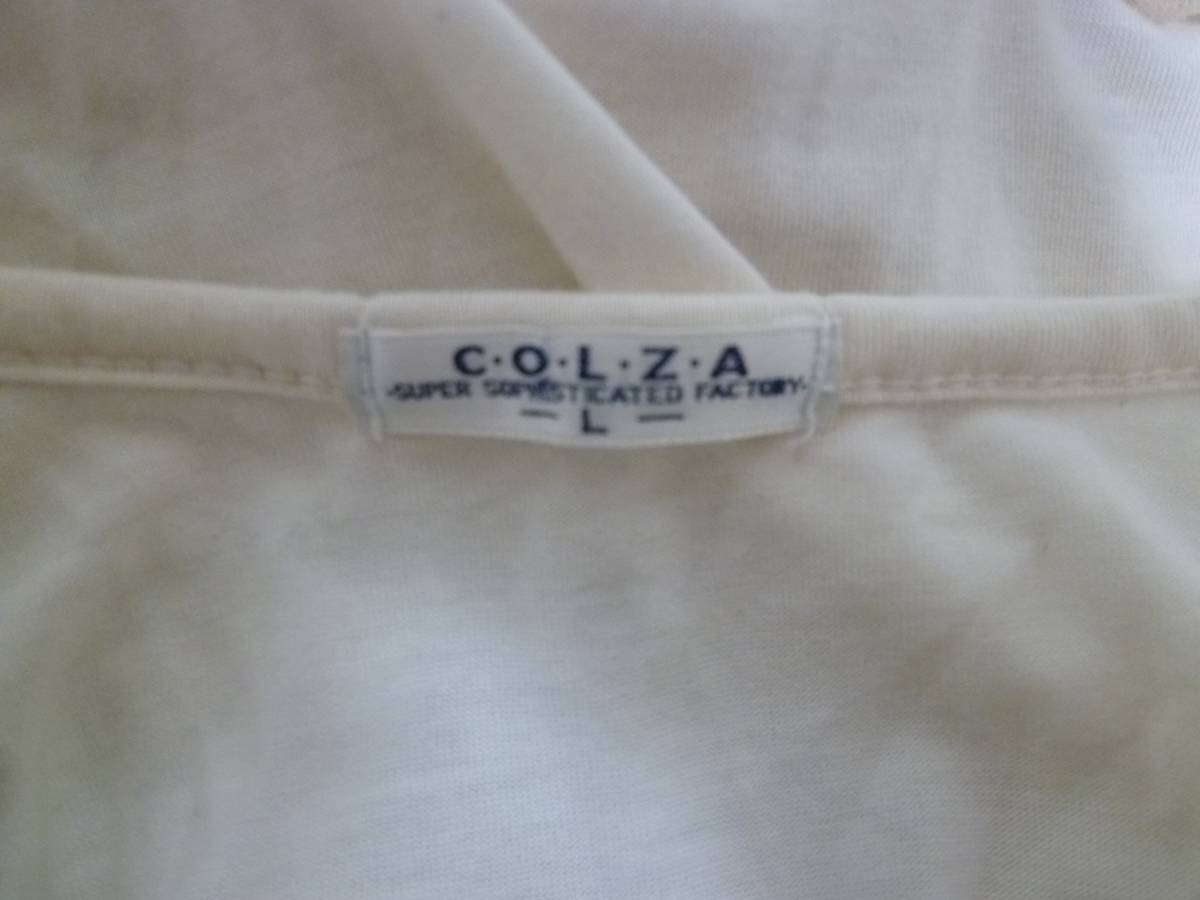 C·O·L·Z·A
-SUPER SOPHISTICATED FACTORY-
— L —